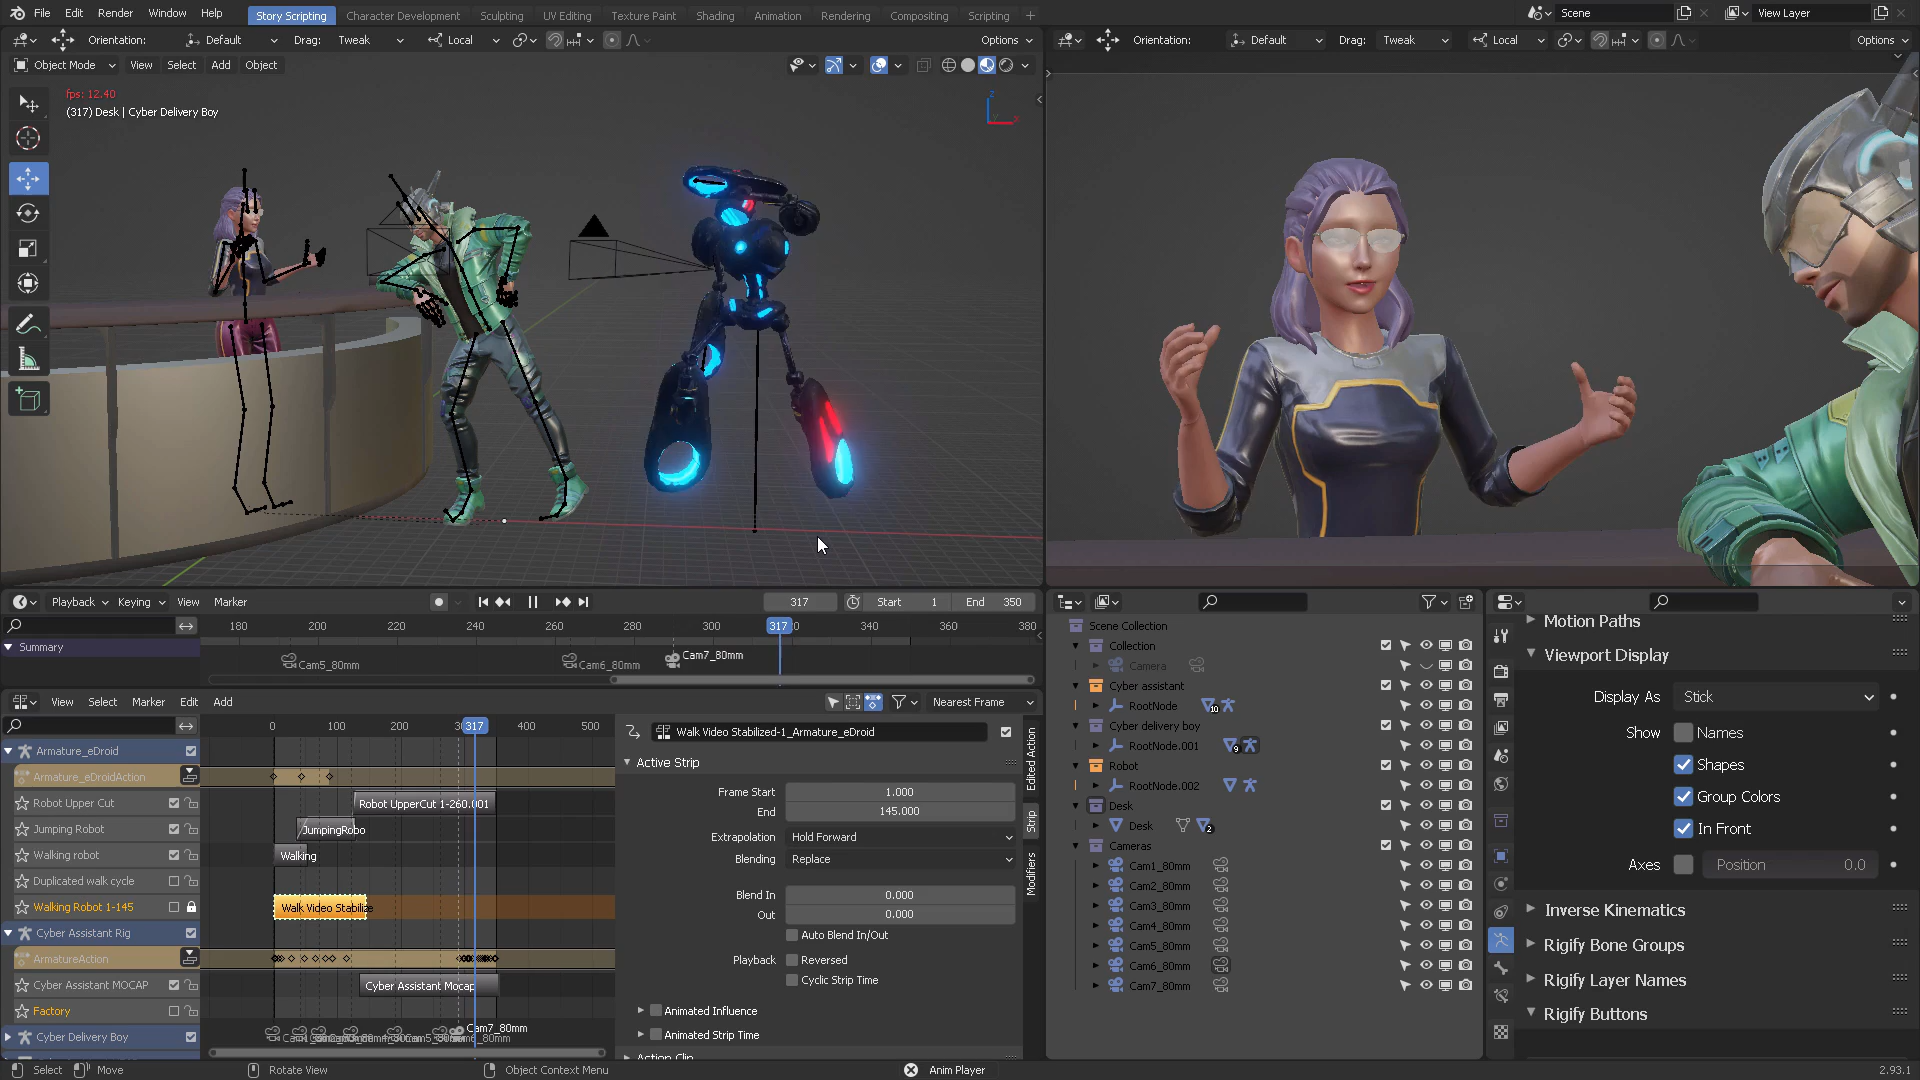 File Edit Render Window Help Story Scripting Character Development Sculpting UV Editing Texture Paint Shading Animation Rendering Compositing Scripting + Scene View Layer
Orientation: Default Drag: Tweak Local Options
Object Mode View Select Add Object
fps: 12.40
(317) Desk | Cyber Delivery Boy
Orientation: Default Drag: Tweak Local Options
Playback Keying View Marker 317 Start 1 End 350
180 200 220 240 260 280 300 317 340 360 380
Summary
Cam5_80mm Cam6_80mm Cam7_80mm
View Select Marker Edit Add Nearest Frame
0 100 200 317 400 500
Armature_eDroid
Armature_eDroidAction
Robot Upper Cut Robot UpperCut 1-260.001
Jumping Robot JumpingRobo
Walking robot Walking
Duplicated walk cycle
Walking Robot 1-145 Walk Video Stabilize
Cyber Assistant Rig
ArmatureAction
Cyber Assistant MOCAP Cyber Assistant Mocap
Factory
Cyber Delivery Boy
Cam7_80mm
Walk Video Stabilized-1_Armature_eDroid
Active Strip
Frame Start 1.000
End 145.000
Extrapolation Hold Forward
Blending Replace
Blend In 0.000
Out 0.000
Auto Blend In/Out
Playback Reversed
Cyclic Strip Time
Animated Influence
Animated Strip Time
Action Clip
Edited Action
Strip
Modifiers
Scene Collection
Collection
Camera
Cyber assistant
RootNode 10
Cyber delivery boy
RootNode.001 9
Robot
RootNode.002
Desk
Desk 2
Cameras
Cam1_80mm
Cam2_80mm
Cam3_80mm
Cam4_80mm
Cam5_80mm
Cam6_80mm
Cam7_80mm
Motion Paths
Viewport Display
Display As Stick
Show Names
Shapes
Group Colors
In Front
Axes Position 0.0
Inverse Kinematics
Rigify Bone Groups
Rigify Layer Names
Rigify Buttons
Select Move Rotate View Object Context Menu Anim Player 2.93.1